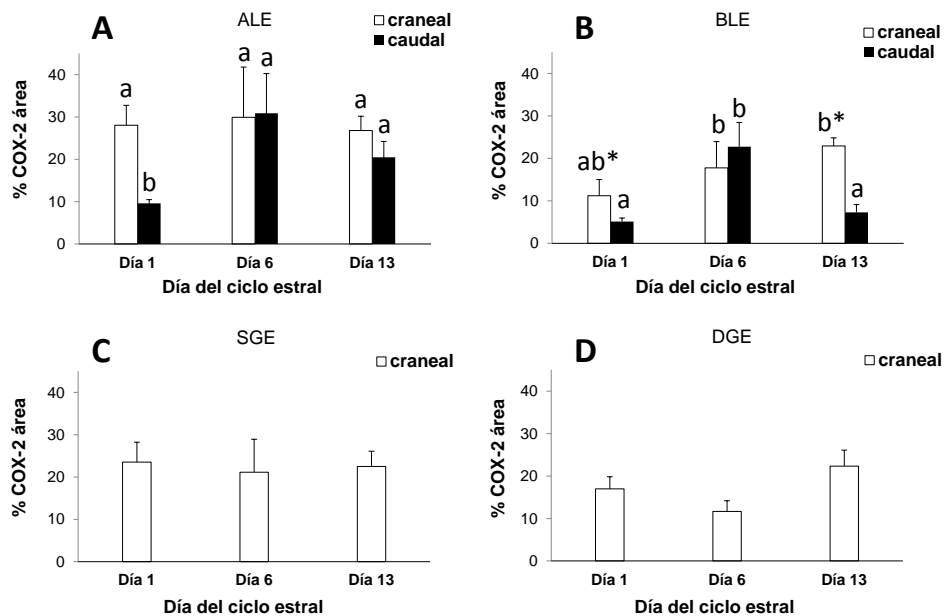 A
ALE
craneal
caudal
% COX-2 área
40
30
20
10
0
a
b
a
a
a
a
Día 1
Día 6
Día 13
Día del ciclo estral
B
BLE
craneal
caudal
% COX-2 área
40
30
20
10
0
ab*
a
b
b
b*
a
Día 1
Día 6
Día 13
Día del ciclo estral
C
SGE
craneal
% COX-2 área
40
30
20
10
0
Día 1
Día 6
Día 13
Día del ciclo estral
D
DGE
craneal
% COX-2 área
40
30
20
10
0
Día 1
Día 6
Día 13
Día del ciclo estral